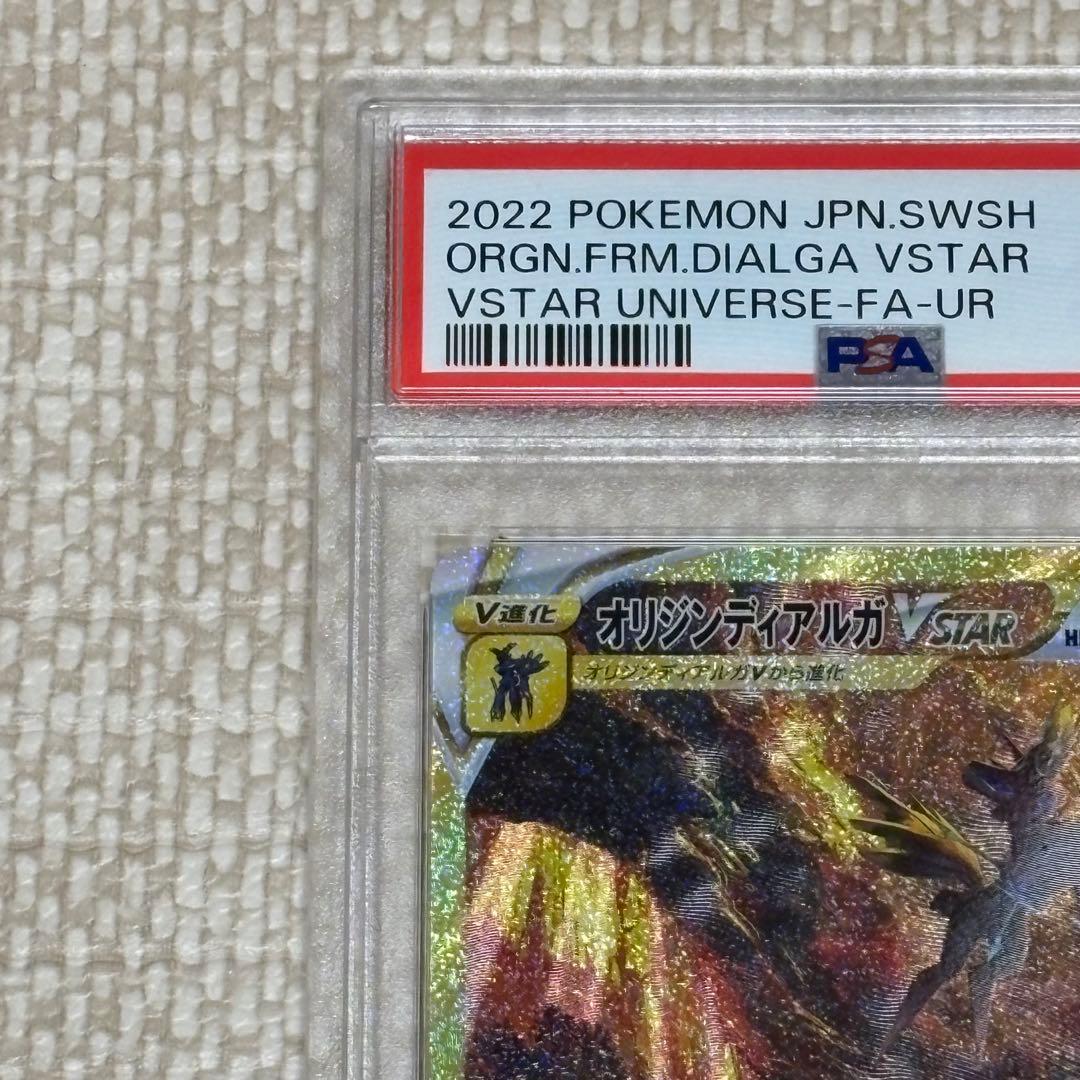 2022 POKEMON JPN.SWSH
ORGN.FRM.DIALGA VSTAR
VSTAR UNIVERSE-FA-UR
PSA
V進化
オリジンディアルガVSTAR
H
オリジンディアルガVから進化